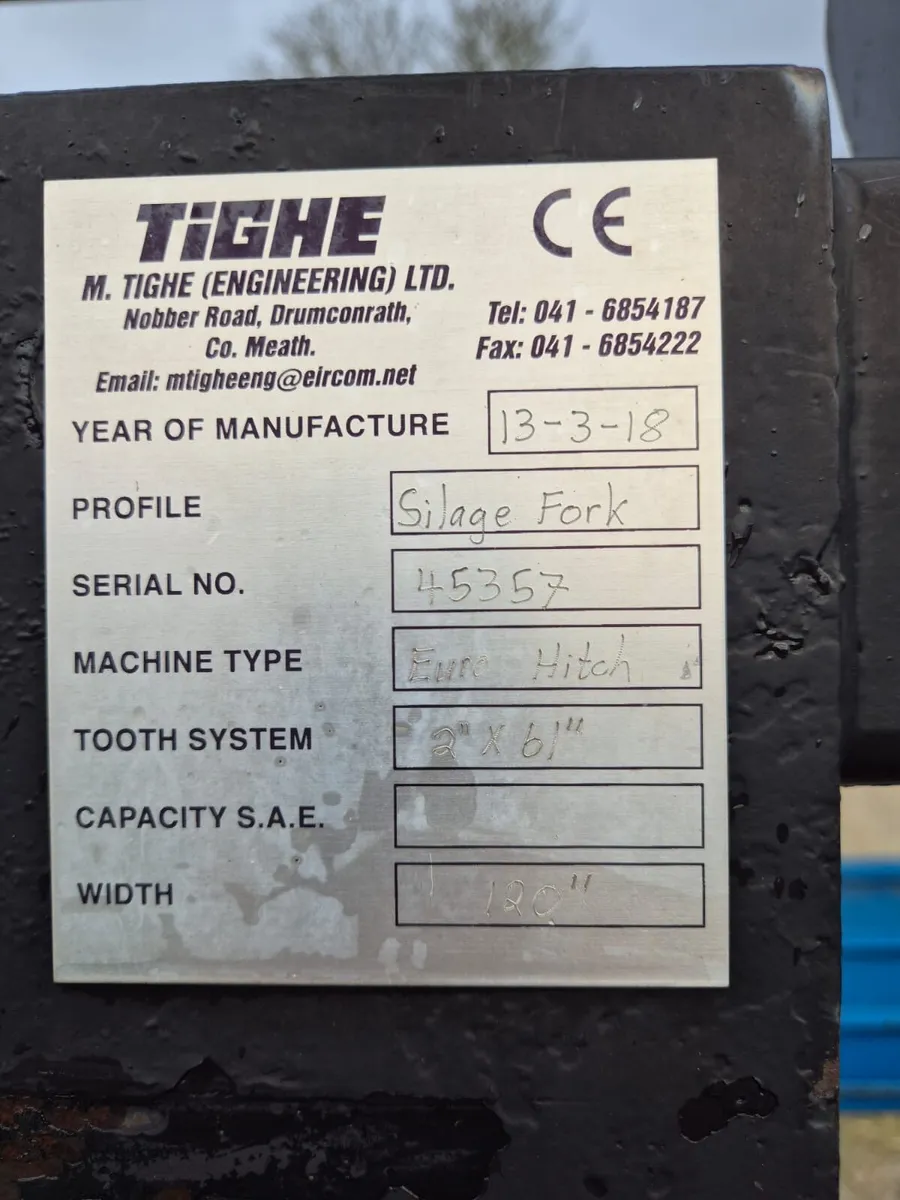 TiGHE
CE
M. TIGHE (ENGINEERING) LTD.
Nobber Road, Drumconrath,
Co. Meath.
Email: mtigheeng@eircom.net
Tel: 041 - 6854187
Fax: 041 - 6854222
YEAR OF MANUFACTURE 13-3-18
PROFILE Silage Fork
SERIAL NO. 45357
MACHINE TYPE Euro Hitch
TOOTH SYSTEM 2" X 61"
CAPACITY S.A.E.
WIDTH 120"